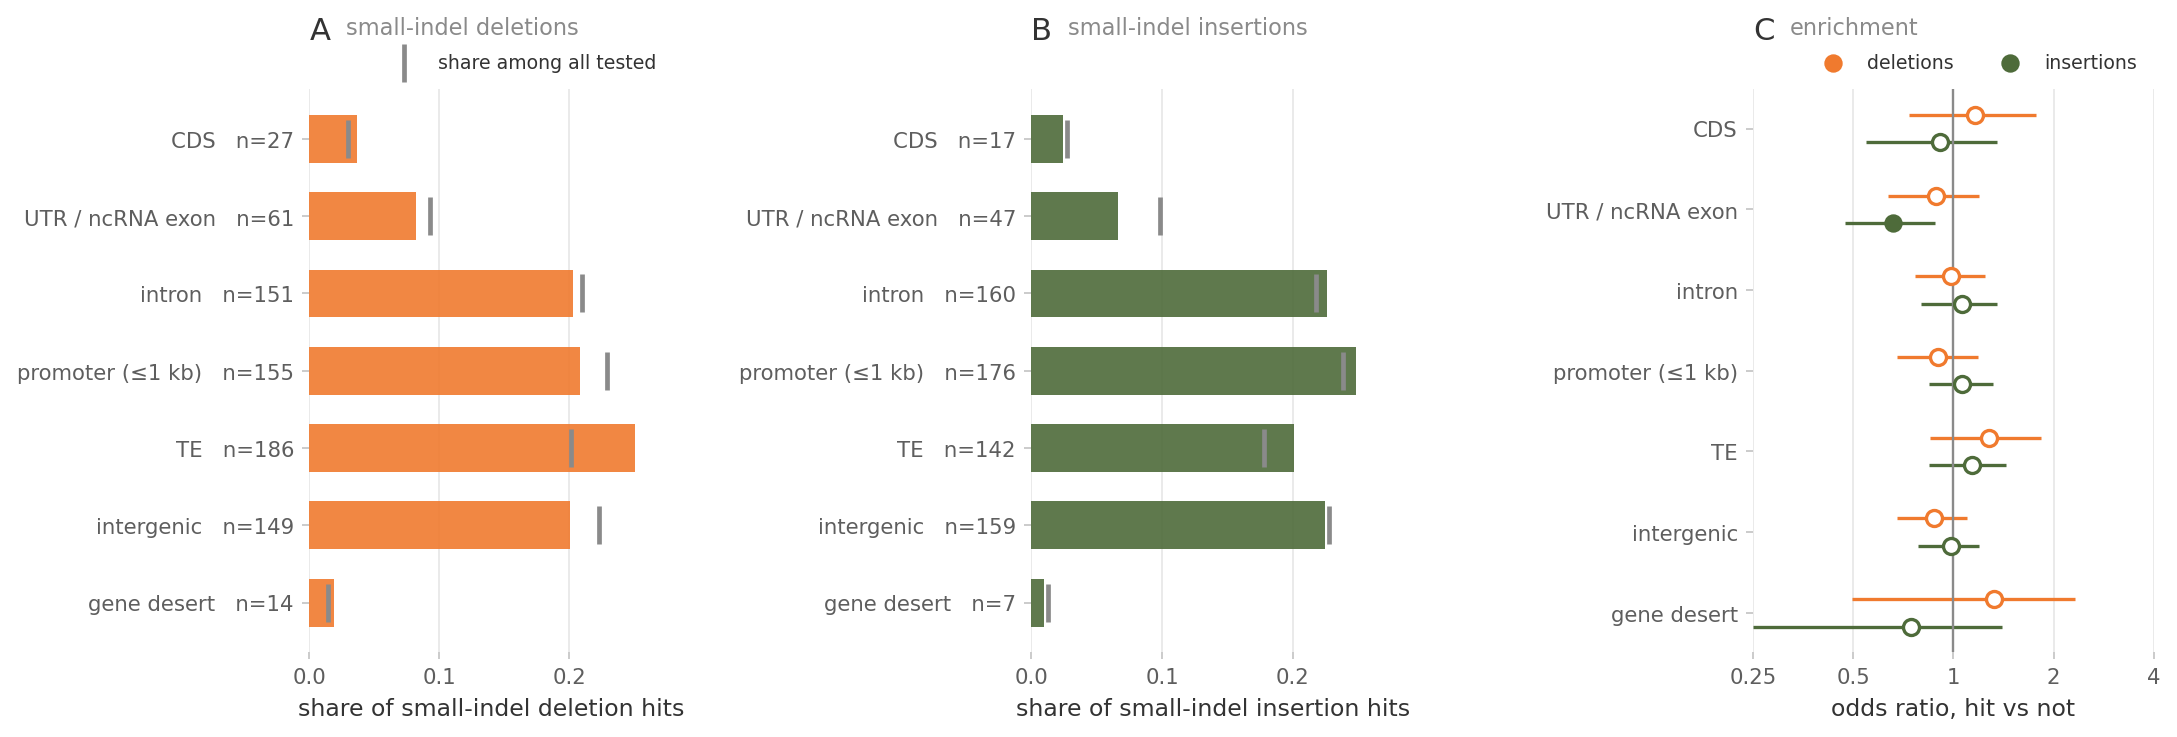 A small-indel deletions
share among all tested
CDS n=27
UTR / ncRNA exon n=61
intron n=151
promoter (≤1 kb) n=155
TE n=186
intergenic n=149
gene desert n=14
0.0 0.1 0.2
share of small-indel deletion hits
B small-indel insertions
CDS n=17
UTR / ncRNA exon n=47
intron n=160
promoter (≤1 kb) n=176
TE n=142
intergenic n=159
gene desert n=7
0.0 0.1 0.2
share of small-indel insertion hits
C enrichment
deletions insertions
CDS
UTR / ncRNA exon
intron
promoter (≤1 kb)
TE
intergenic
gene desert
0.25 0.5 1 2 4
odds ratio, hit vs not